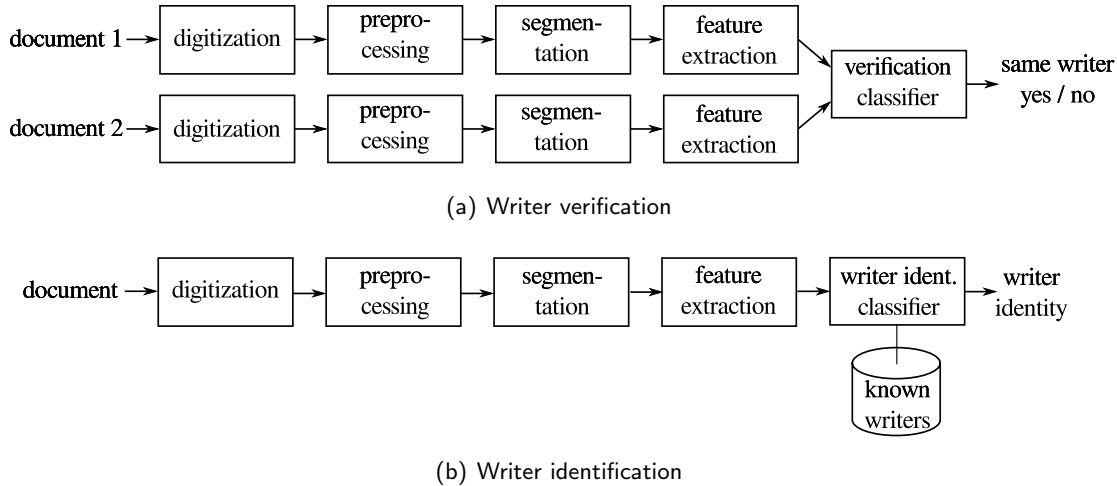 document 1
digitization
prepro-
cessing
segmen-
tation
feature
extraction
document 2
digitization
prepro-
cessing
segmen-
tation
feature
extraction
verification
classifier
same writer
yes / no
(a) Writer verification
document
digitization
prepro-
cessing
segmen-
tation
feature
extraction
writer ident.
classifier
writer
identity
known
writers
(b) Writer identification